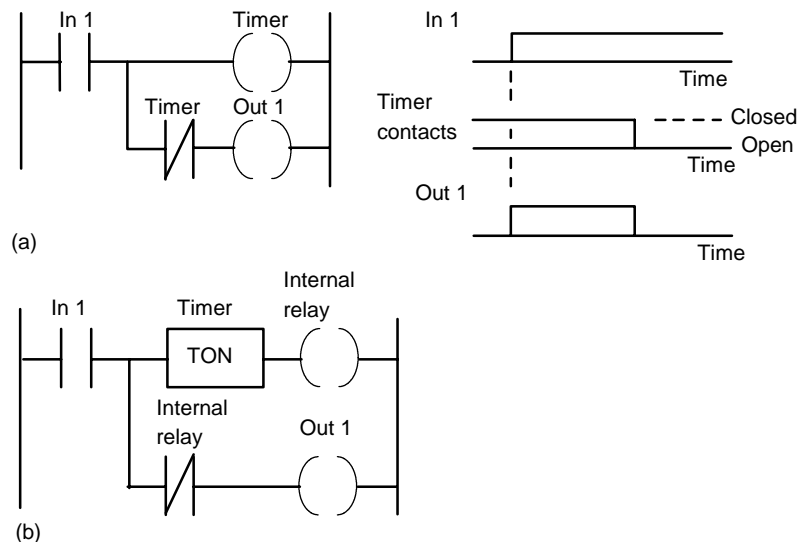 In 1
Timer
Timer
Out 1
(a)
In 1
Time
Timer
contacts
Closed
Open
Time
Out 1
Time
In 1
Timer
Internal
relay
TON
Internal
relay
Out 1
(b)